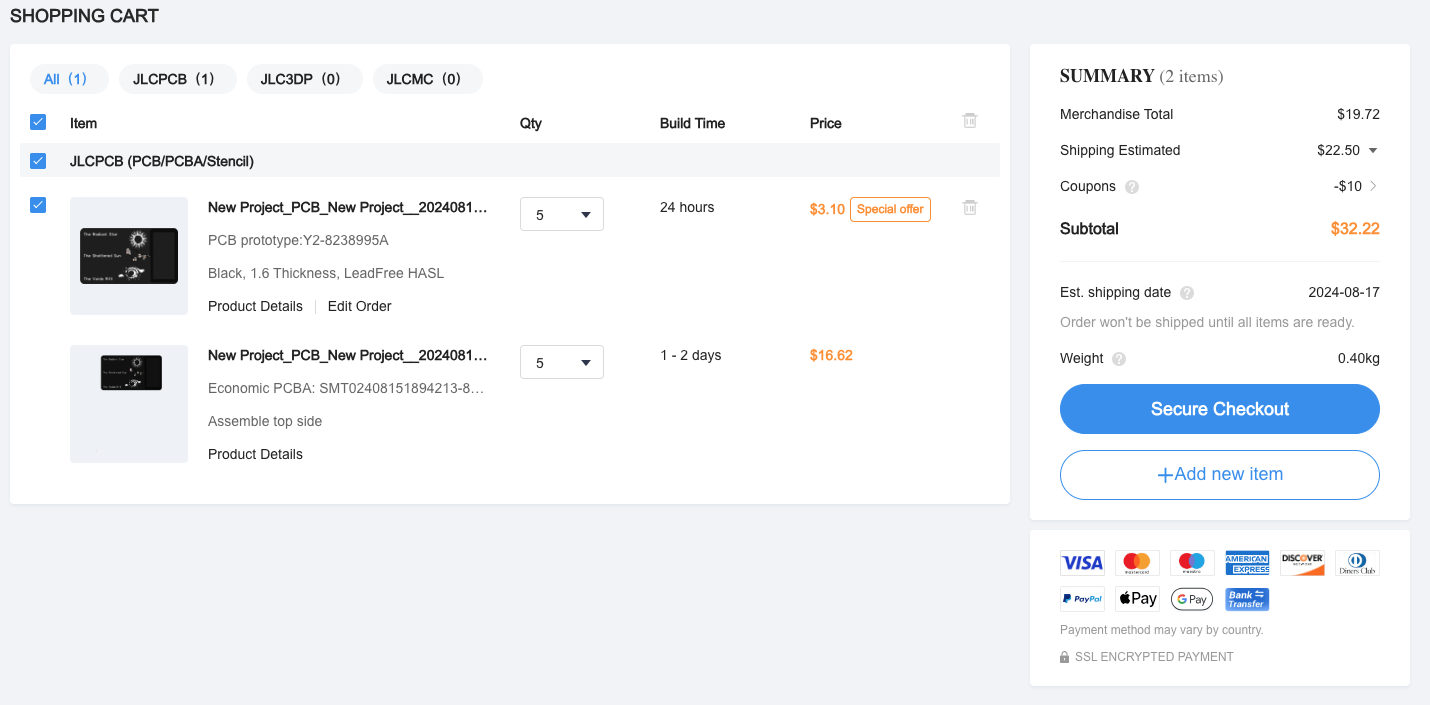 SHOPPING CART
All (1) JLCPCB (1) JLC3DP (0) JLCMC (0)
Item Qty Build Time Price
JLCPCB (PCB/PCBA/Stencil)
New Project_PCB_New Project__2024081... 5 24 hours $3.10 Special offer
PCB prototype:Y2-8238995A
Black, 1.6 Thickness, LeadFree HASL
Product Details Edit Order
The Shattered Sun
New Project_PCB_New Project__2024081... 5 1 - 2 days $16.62
Economic PCBA: SMT02408151894213-8...
Assemble top side
Product Details
SUMMARY (2 items)
Merchandise Total $19.72
Shipping Estimated $22.50
Coupons ? -$10
Subtotal $32.22
Est. shipping date ? 2024-08-17
Order won't be shipped until all items are ready.
Weight ? 0.40kg
Secure Checkout
+Add new item
VISA mastercard maestro AMERICAN EXPRESS DISCOVER NETWORK Diners Club
PayPal Pay G Pay Bank Transfer
Payment method may vary by country.
SSL ENCRYPTED PAYMENT